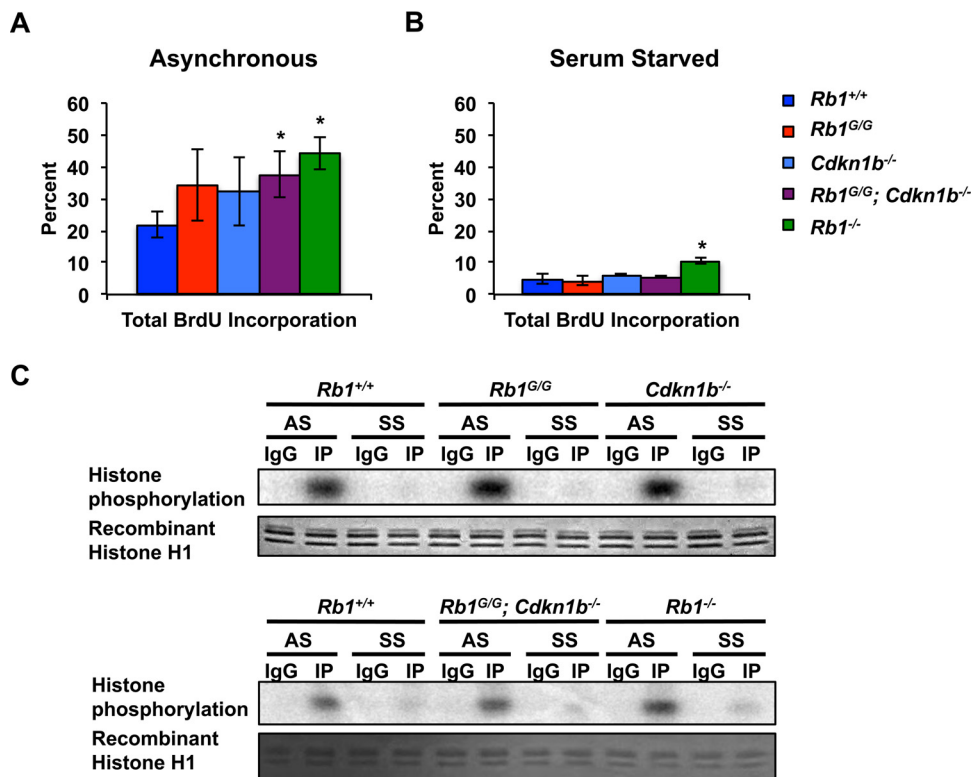 A
B
Asynchronous
Serum Starved
Percent
60
50
40
30
20
10
0
*
*
Total BrdU Incorporation
Percent
60
50
40
30
20
10
0
*
Total BrdU Incorporation
Rb1+/+
Rb1G/G
Cdkn1b-/-
Rb1G/G; Cdkn1b-/-
Rb1-/-
C
Rb1+/+ Rb1G/G Cdkn1b-/-
AS SS AS SS AS SS
IgG IP IgG IP IgG IP IgG IP IgG IP IgG IP
Histone
phosphorylation
Recombinant
Histone H1
Rb1+/+ Rb1G/G; Cdkn1b-/- Rb1-/-
AS SS AS SS AS SS
IgG IP IgG IP IgG IP IgG IP IgG IP IgG IP
Histone
phosphorylation
Recombinant
Histone H1